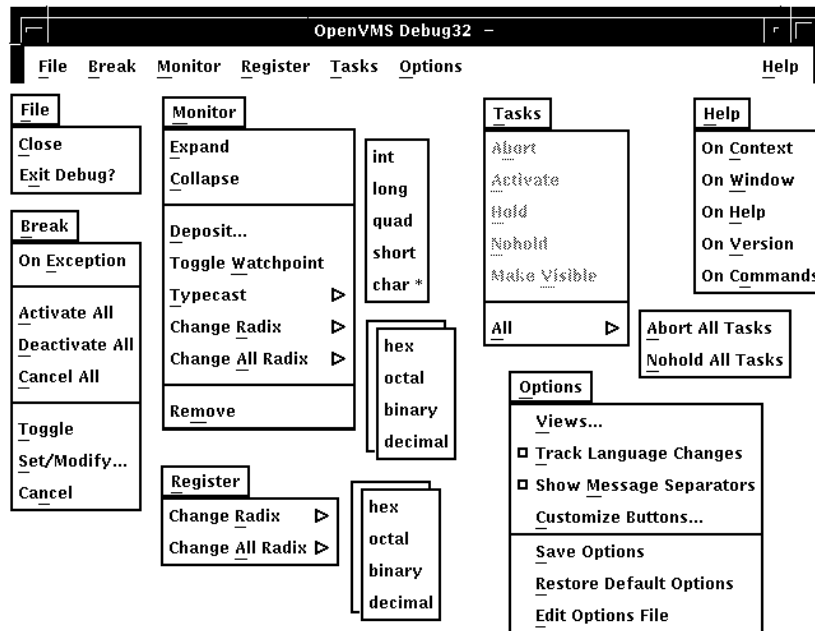 OpenVMS Debug32 –
File Break Monitor Register Tasks Options Help
File
Close
Exit Debug?
Break
On Exception
Activate All
Deactivate All
Cancel All
Toggle
Set/Modify...
Cancel
Monitor
Expand
Collapse
Deposit...
Toggle Watchpoint
Typecast
Change Radix
Change All Radix
Remove
int
long
quad
short
char *
hex
octal
binary
decimal
Register
Change Radix
Change All Radix
hex
octal
binary
decimal
Tasks
Abort
Activate
Hold
Nohold
Make Visible
All
Abort All Tasks
Nohold All Tasks
Help
On Context
On Window
On Help
On Version
On Commands
Options
Views...
Track Language Changes
Show Message Separators
Customize Buttons...
Save Options
Restore Default Options
Edit Options File